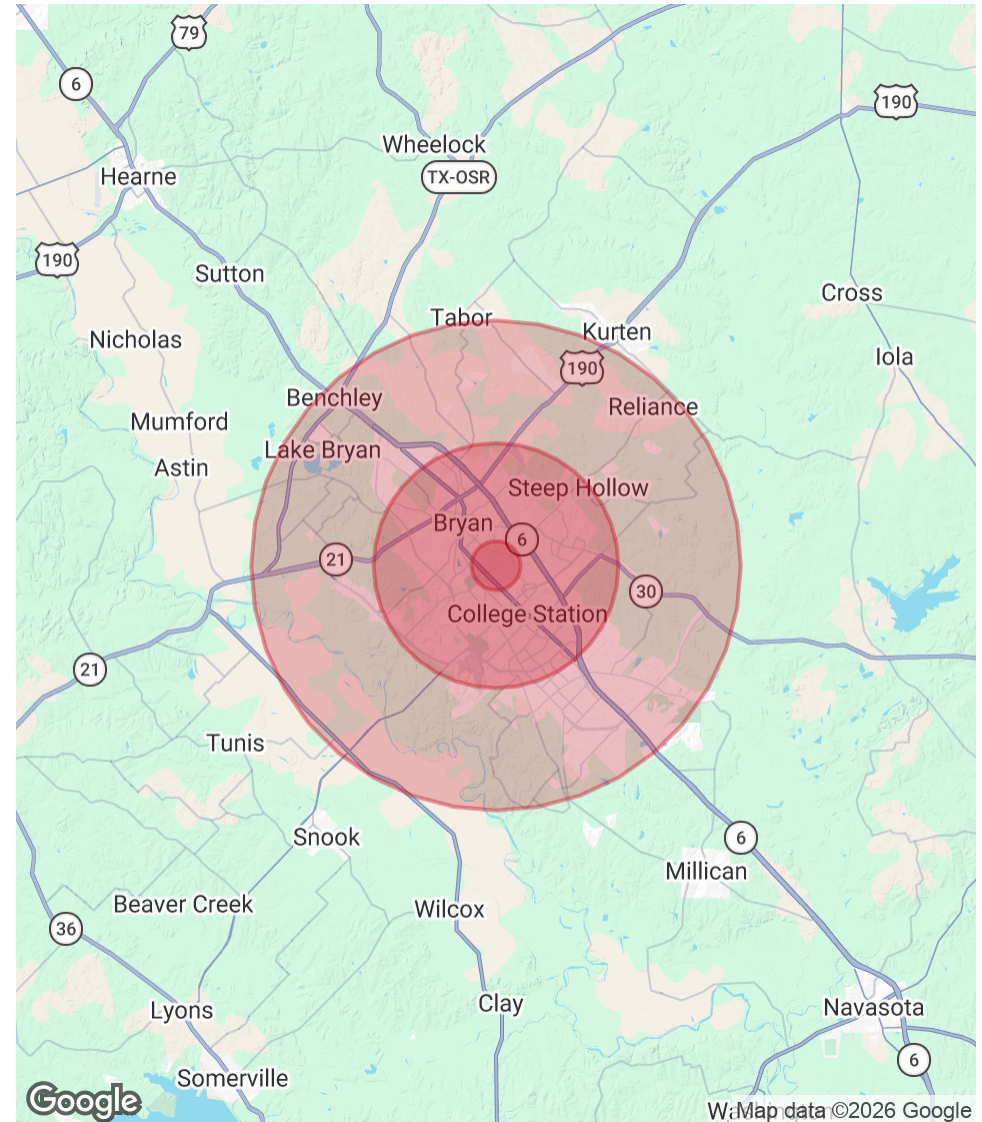 79
6
190
Wheelock
TX-OSR
Hearne
190
Sutton
Cross
Tabor
Kurten
Nicholas
Iola
190
Benchley
Reliance
Mumford
Lake Bryan
Astin
Steep Hollow
Bryan
6
21
30
College Station
21
Tunis
Snook
6
Millican
Beaver Creek
Wilcox
36
Clay
Lyons
Navasota
6
Somerville
Google
Map data ©2026 Google